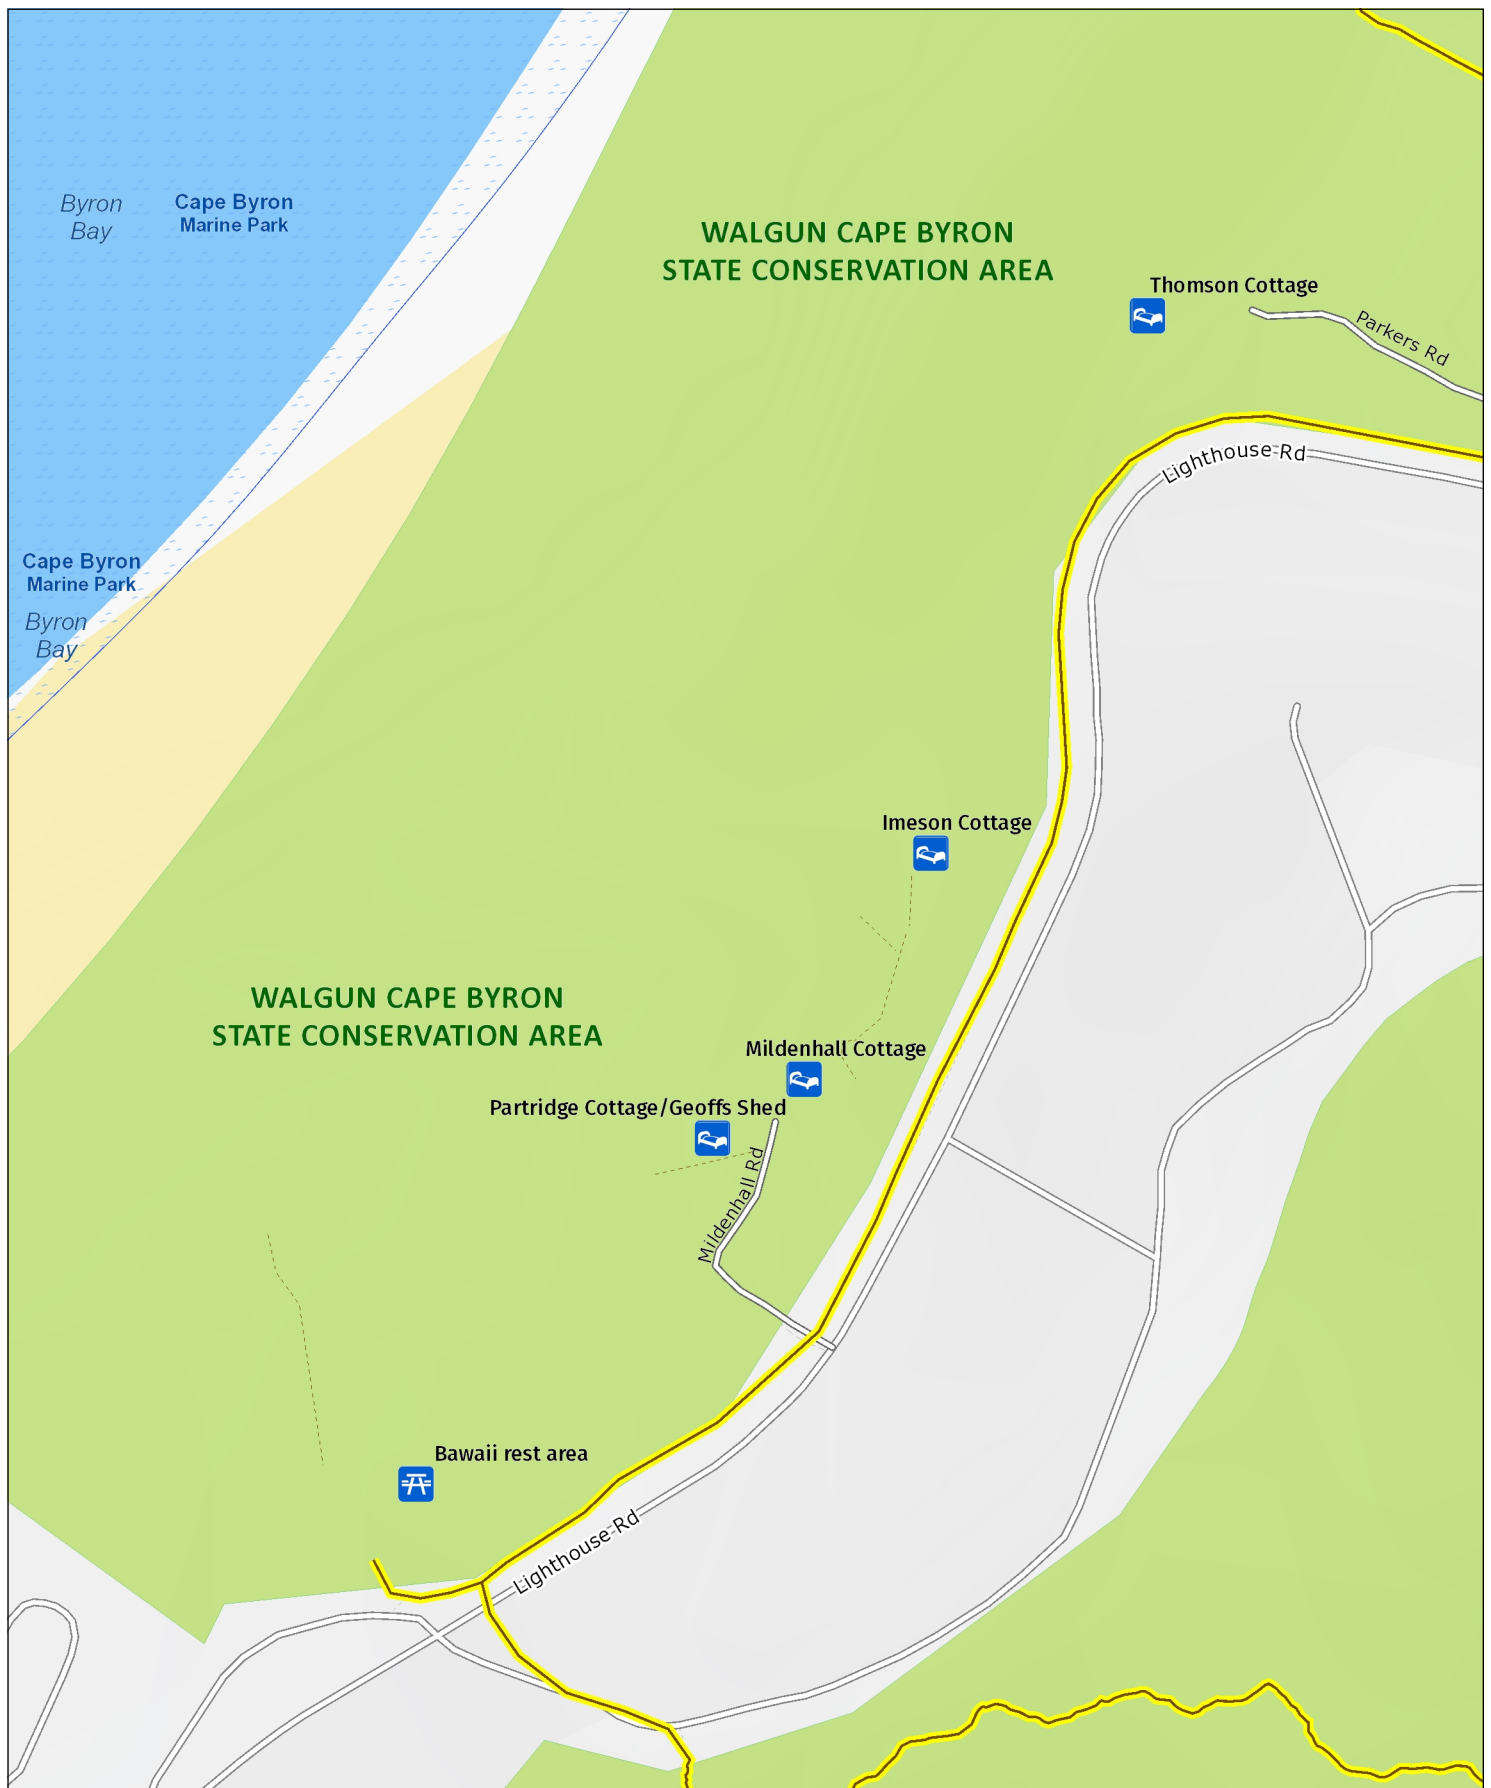 Byron
Bay
Cape Byron
Marine Park
WALGUN CAPE BYRON
STATE CONSERVATION AREA
Thomson Cottage
Parkers Rd
Lighthouse Rd
Cape Byron
Marine Park
Byron
Bay
Imeson Cottage
WALGUN CAPE BYRON
STATE CONSERVATION AREA
Mildenhall Cottage
Partridge Cottage/Geoffs Shed
Mildenhall Rd
Bawaii rest area
Lighthouse Rd